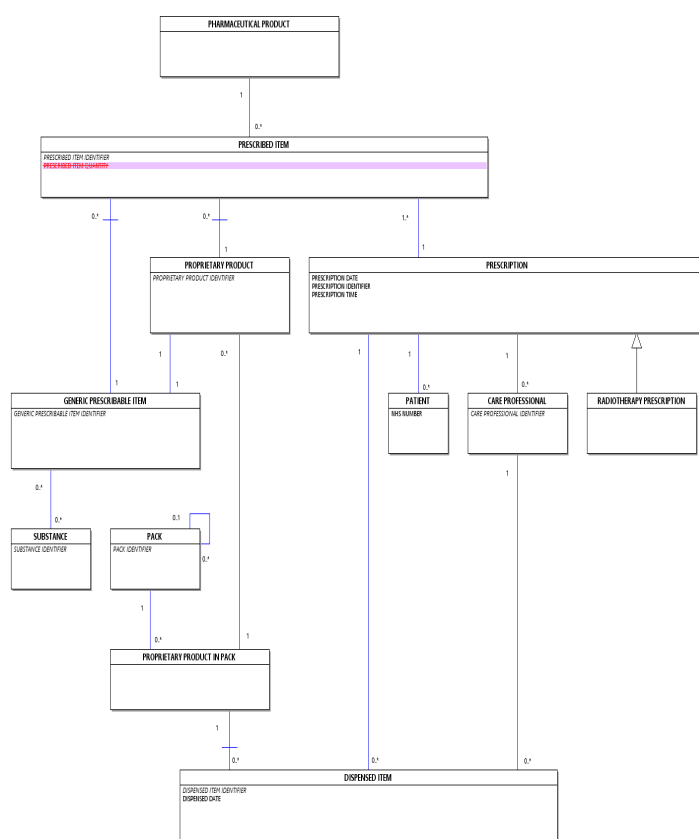 PHARMACEUTICAL PRODUCT
1
0..*
PRESCRIBED ITEM
PRESCRIBED ITEM IDENTIFIER
PRESCRIBED ITEM QUANTITY
0..* 0..* 1..*
1 1
PROPRIETARY PRODUCT
PROPRIETARY PRODUCT IDENTIFIER
PRESCRIPTION
PRESCRIPTION DATE
PRESCRIPTION IDENTIFIER
PRESCRIPTION TIME
1 0..* 1 1 1
1 1 0..* 0..*
GENERIC PRESCRIBABLE ITEM
GENERIC PRESCRIBABLE ITEM IDENTIFIER
PATIENT
NHS NUMBER
CARE PROFESSIONAL
CARE PROFESSIONAL IDENTIFIER
RADIOTHERAPY PRESCRIPTION
0..* 1
0..* 0..1
SUBSTANCE
SUBSTANCE IDENTIFIER
PACK
PACK IDENTIFIER
0..*
1
0..* 1
PROPRIETARY PRODUCT IN PACK
1
0..* 0..* 0..*
DISPENSED ITEM
DISPENSED ITEM IDENTIFIER
DISPENSED DATE